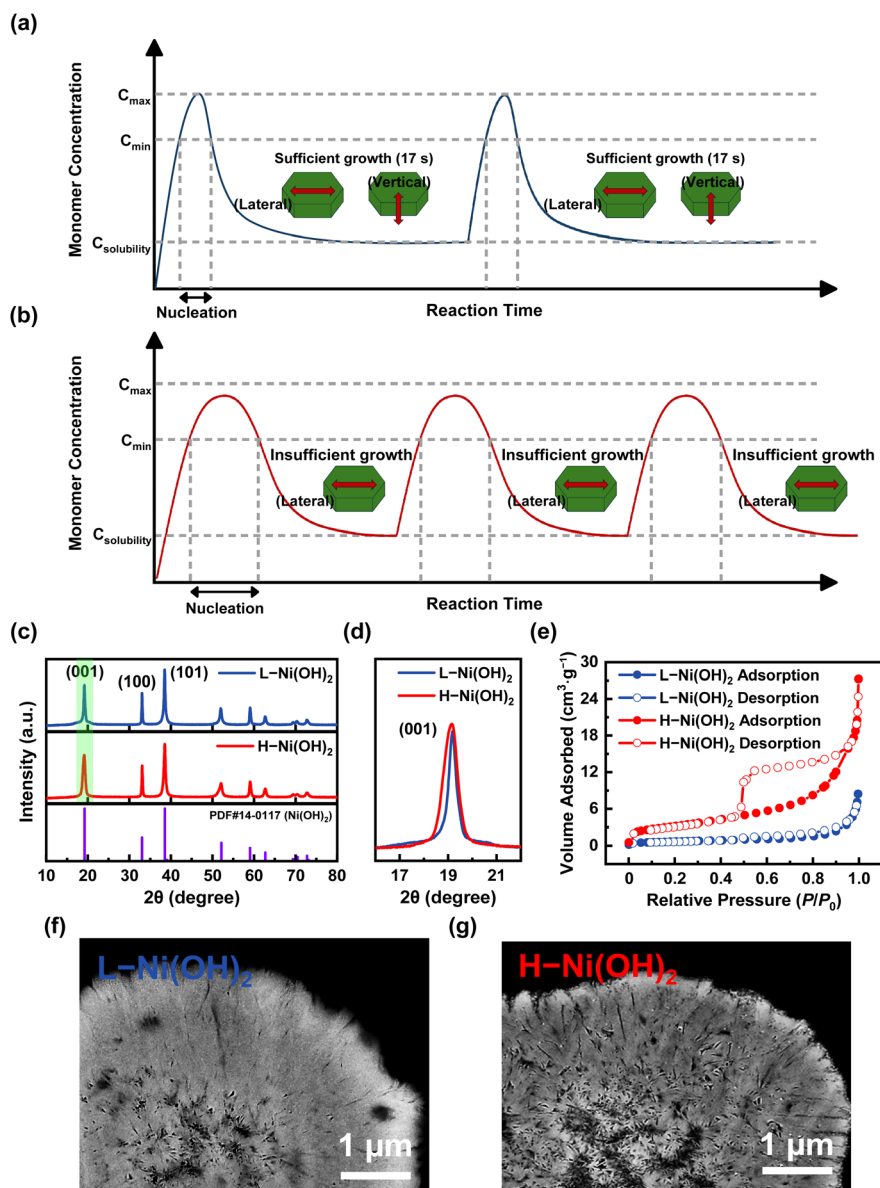 (a)
Monomer Concentration
C_max
C_min
C_solubility
Sufficient growth (17 s)
(Lateral)
(Vertical)
Sufficient growth (17 s)
(Lateral)
(Vertical)
Nucleation
Reaction Time
(b)
Monomer Concentration
C_max
C_min
C_solubility
Insufficient growth
(Lateral)
Insufficient growth
(Lateral)
Insufficient growth
(Lateral)
Nucleation
Reaction Time
(c)
Intensity (a.u.)
(001)
(100)
(101)
L−Ni(OH)₂
H−Ni(OH)₂
PDF#14-0117 (Ni(OH)₂)
10 20 30 40 50 60 70 80
2θ (degree)
(d)
L−Ni(OH)₂
H−Ni(OH)₂
(001)
17 19 21
2θ (degree)
(e)
Volume Adsorbed (cm³·g⁻¹)
30
24
18
12
6
0
L−Ni(OH)₂ Adsorption
L−Ni(OH)₂ Desorption
H−Ni(OH)₂ Adsorption
H−Ni(OH)₂ Desorption
0.0 0.2 0.4 0.6 0.8 1.0
Relative Pressure (P/P₀)
(f)
L−Ni(OH)₂
1 μm
(g)
H−Ni(OH)₂
1 μm